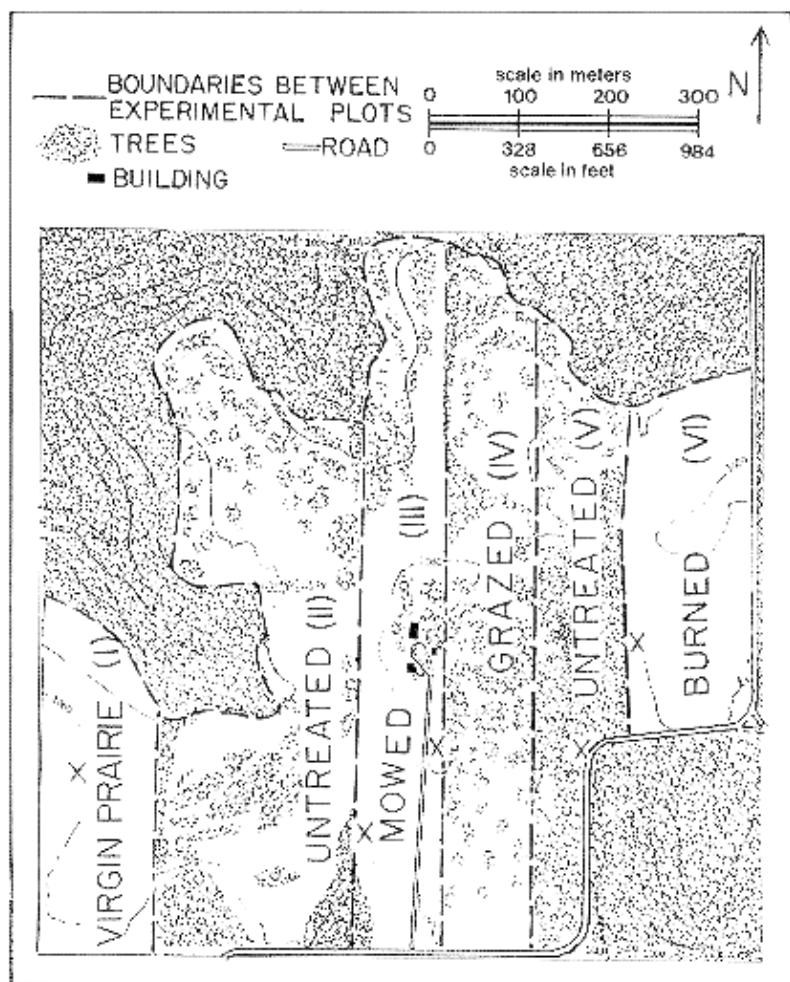 BOUNDARIES BETWEEN
EXPERIMENTAL PLOTS
TREES
ROAD
BUILDING
scale in meters
0 100 200 300
0 328 656 984
scale in feet
N
VIRGIN PRAIRIE (I)
UNTREATED (II)
MOWED (III)
GRAZED (IV)
UNTREATED (V)
BURNED (VI)
X
X
X
X
X